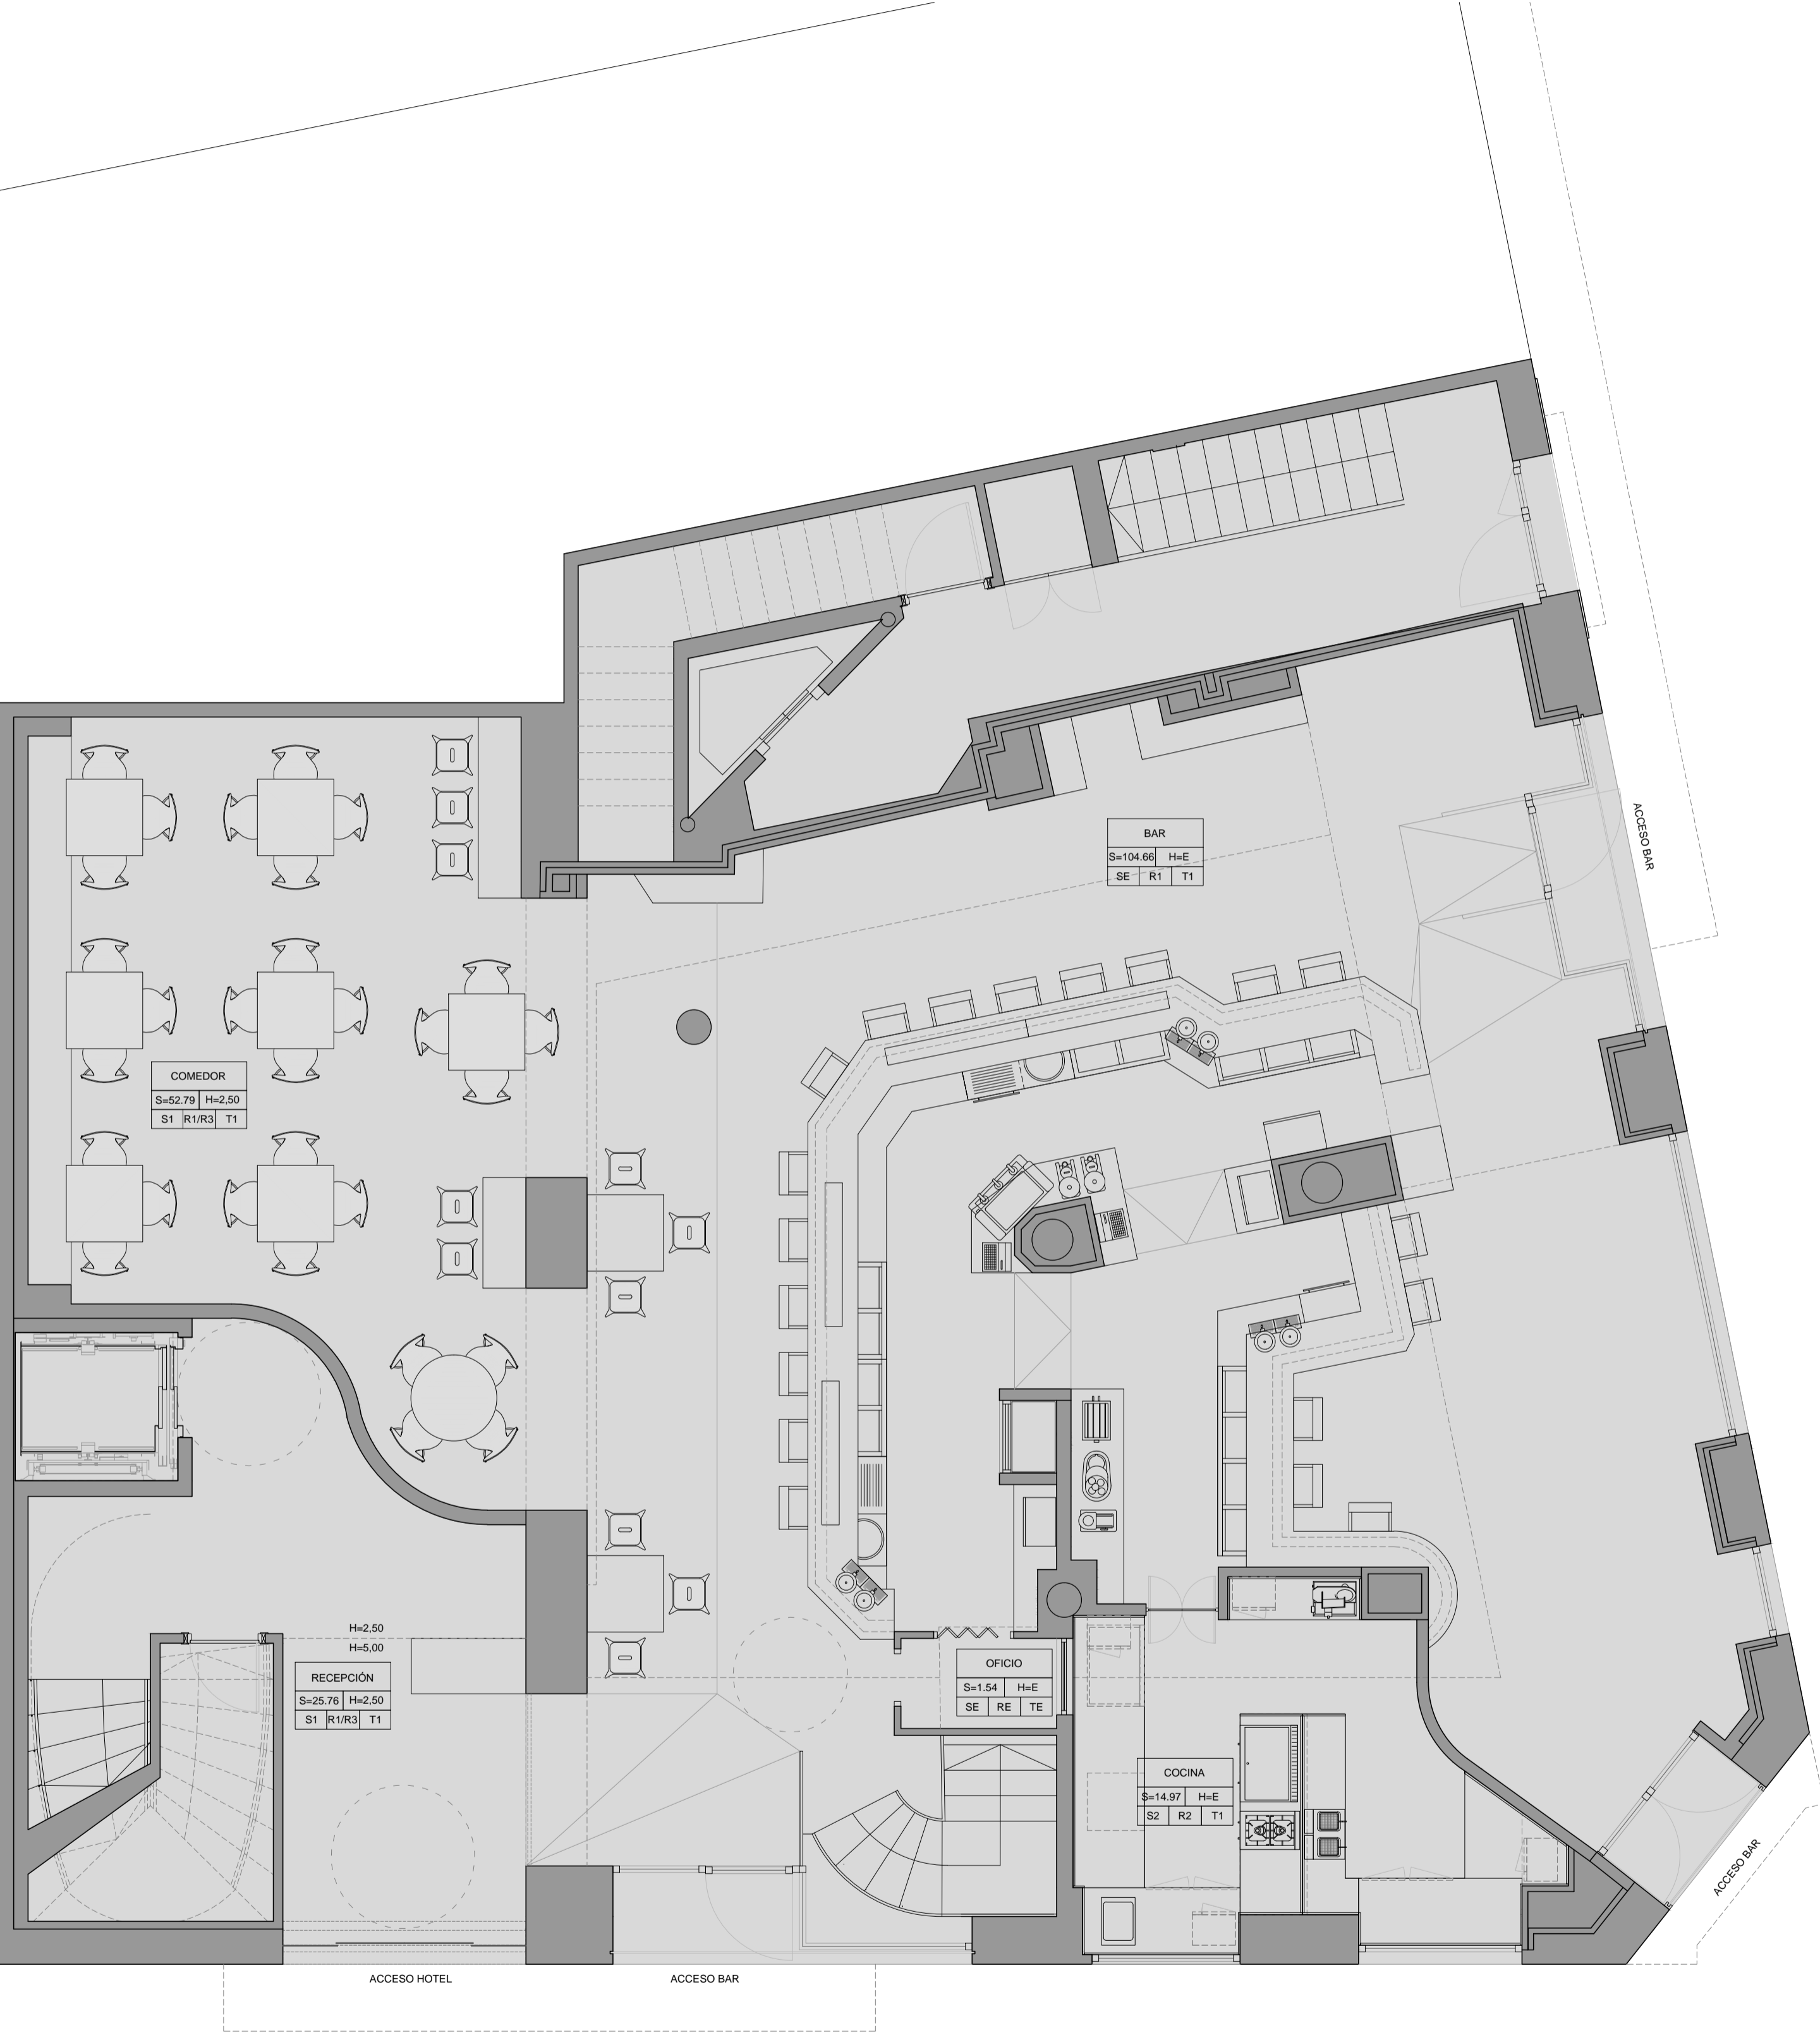 ACCESO BAR
BAR
S=104.66 H=E
SE R1 T1
COMEDOR
S=52.79 H=2,50
S1 R1/R3 T1
H=2,50
H=5,00
RECEPCIÓN
S=25.76 H=2,50
S1 R1/R3 T1
OFICIO
S=1.54 H=E
SE RE TE
COCINA
S=14.97 H=E
S2 R2 T1
ACCESO BAR
ACCESO HOTEL
ACCESO BAR